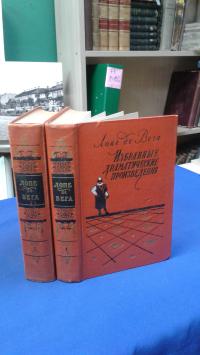 ЛОПЕ
ДЕ
ВЕГА
ЛОПЕ
ДЕ
ВЕГА
Лопе де Вега
ИЗБРАННЫЕ
ДРАМАТИЧЕСКИЕ
ПРОИЗВЕДЕНИЯ